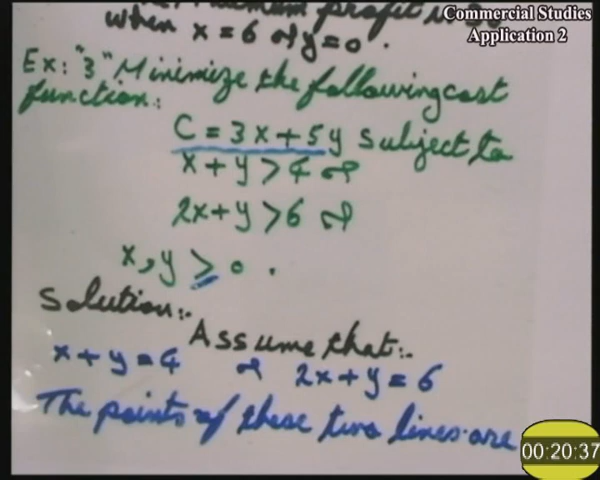 Commercial Studies
Application 2
profit is
when x = 6 & y = 0 .
Ex: "3" Minimize the following cost
function:
C = 3x + 5y subject to
x + y > 4 &
2x + y > 6 &
x, y ≥ 0 .
Solution:-
Assume that:-
x + y = 4 & 2x + y = 6
The points of these two lines are
00:20:37